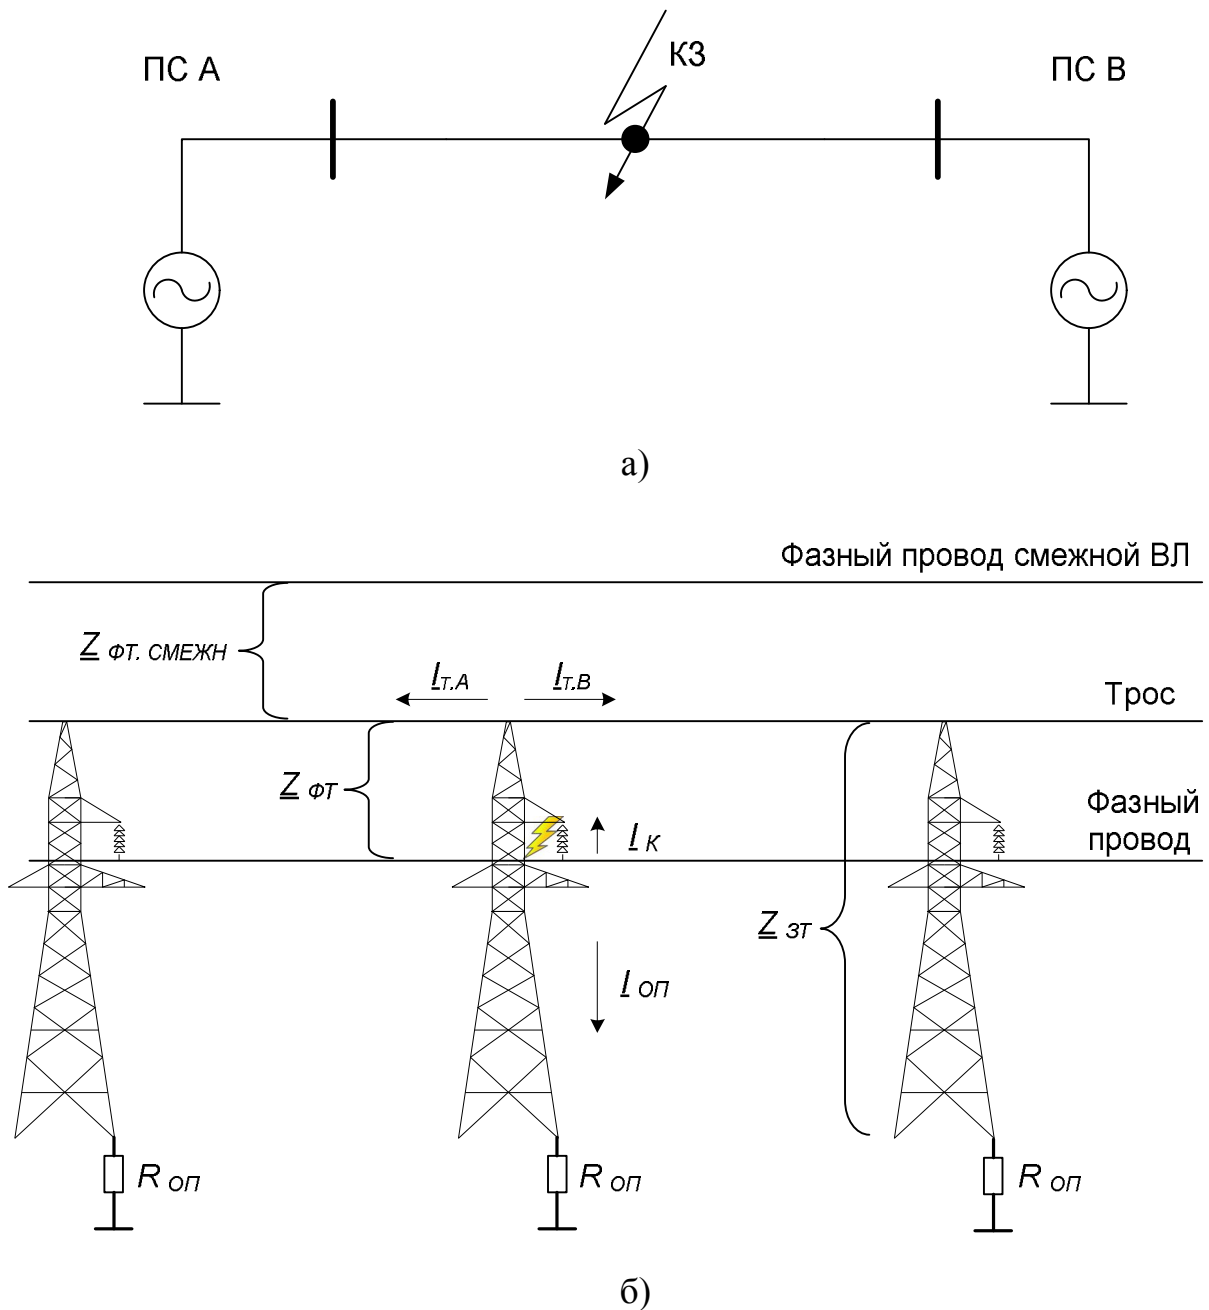 ПС А
КЗ
ПС В
а)
Фазный провод смежной ВЛ
Z ФТ. СМЕЖН
I Т.А
I Т.В
Трос
Z ФТ
I К
Фазный
провод
Z ЗТ
I ОП
R ОП
R ОП
R ОП
б)